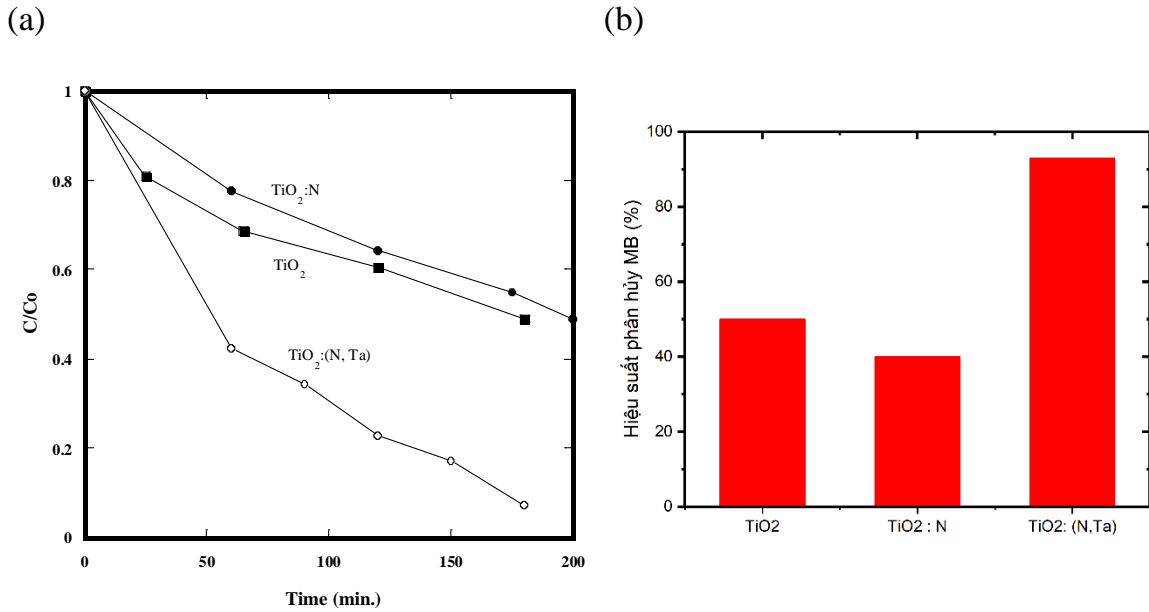 (a)
(b)
1
0.8
0.6
0.4
0.2
0
C/Co
TiO2:N
TiO2
TiO2:(N, Ta)
0 50 100 150 200
Time (min.)
100
80
60
40
20
0
Hiệu suất phân hủy MB (%)
TiO2 TiO2 : N TiO2: (N,Ta)